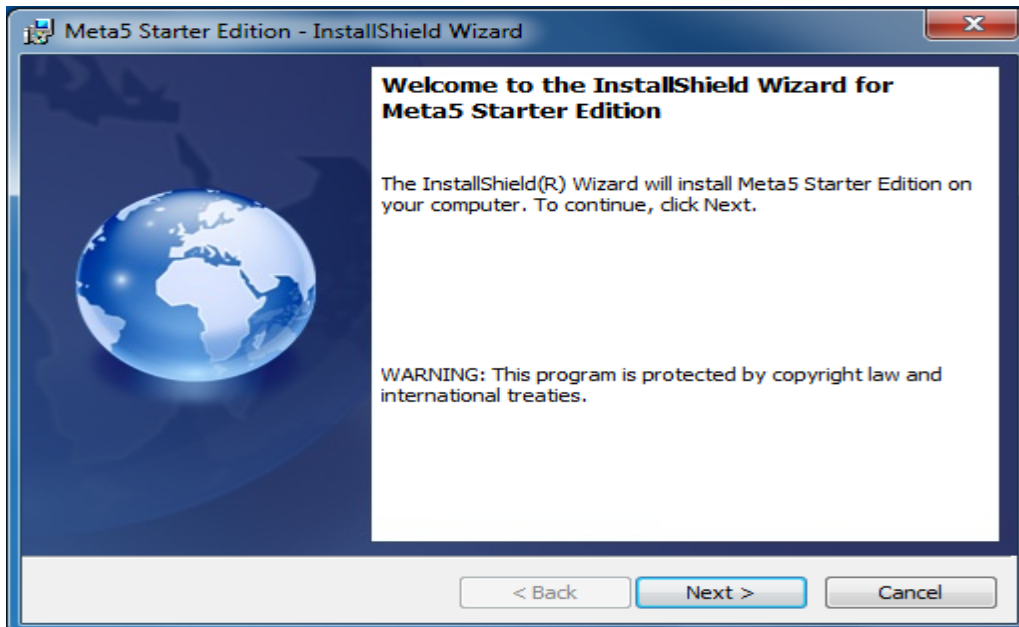 Meta5 Starter Edition - InstallShield Wizard
Welcome to the InstallShield Wizard for
Meta5 Starter Edition
The InstallShield(R) Wizard will install Meta5 Starter Edition on
your computer. To continue, click Next.
WARNING: This program is protected by copyright law and
international treaties.
< Back Next > Cancel